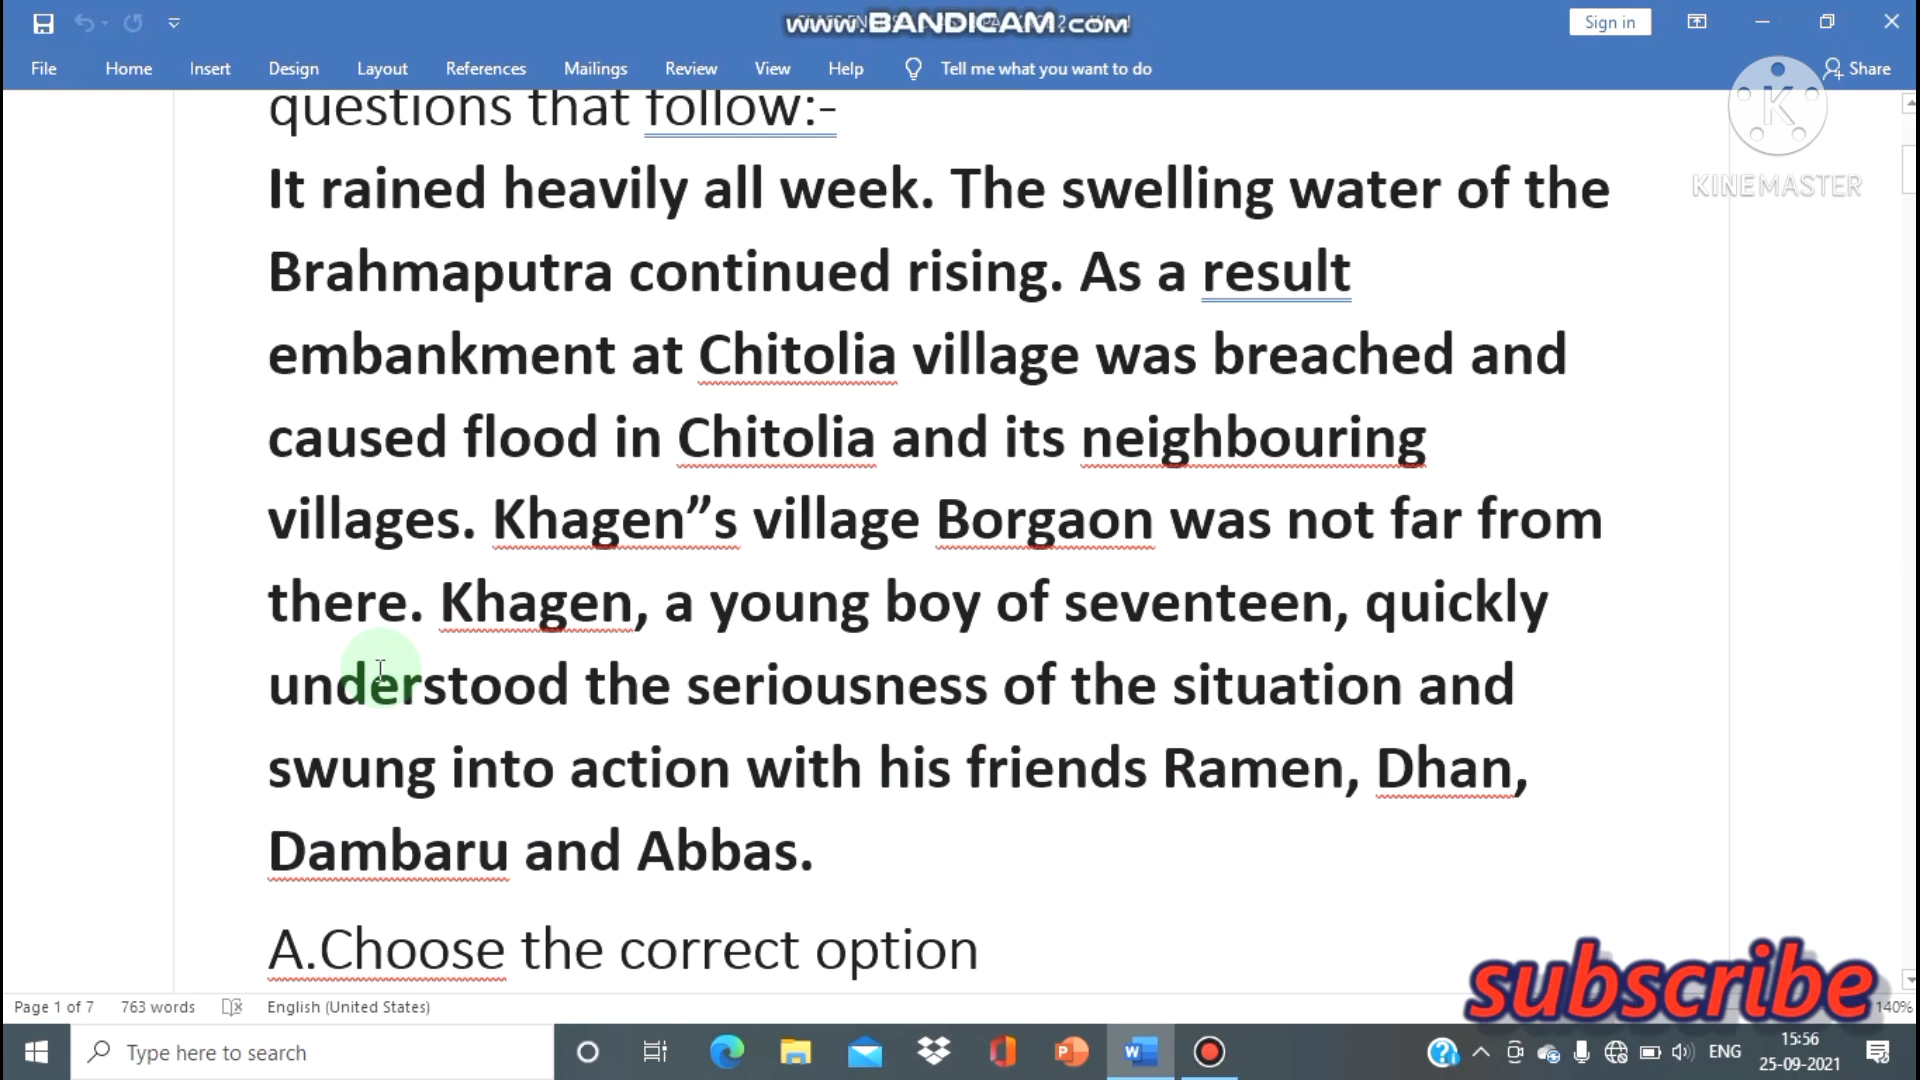 www.BANDICAM.com
Sign in
File Home Insert Design Layout References Mailings Review View Help Tell me what you want to do Share
K
KINEMASTER
questions that follow:-
It rained heavily all week. The swelling water of the
Brahmaputra continued rising. As a result
embankment at Chitolia village was breached and
caused flood in Chitolia and its neighbouring
villages. Khagen”s village Borgaon was not far from
there. Khagen, a young boy of seventeen, quickly
understood the seriousness of the situation and
swung into action with his friends Ramen, Dhan,
Dambaru and Abbas.
A.Choose the correct option
subscribe
Page 1 of 7 763 words English (United States) 140%
Type here to search
ENG
15:56
25-09-2021